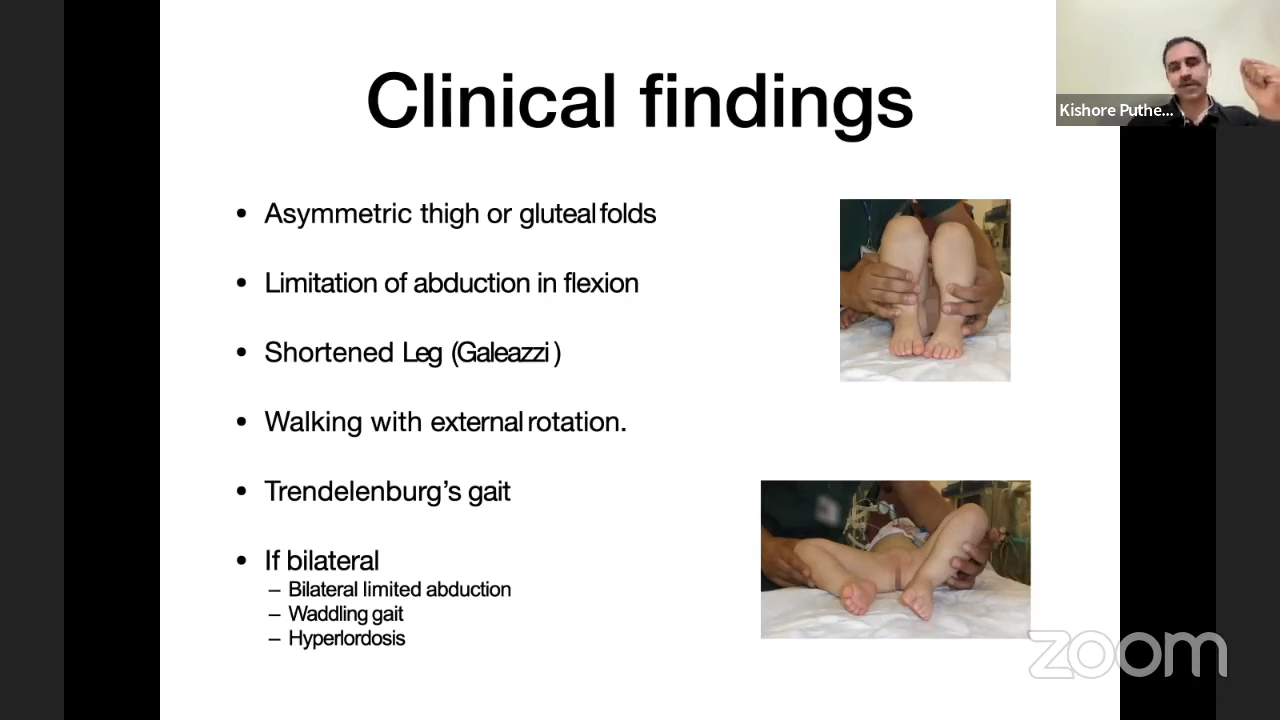 Clinical findings
Kishore Puthe...
• Asymmetric thigh or gluteal folds
• Limitation of abduction in flexion
• Shortened Leg (Galeazzi )
• Walking with external rotation.
• Trendelenburg’s gait
• If bilateral
– Bilateral limited abduction
– Waddling gait
– Hyperlordosis
zoom